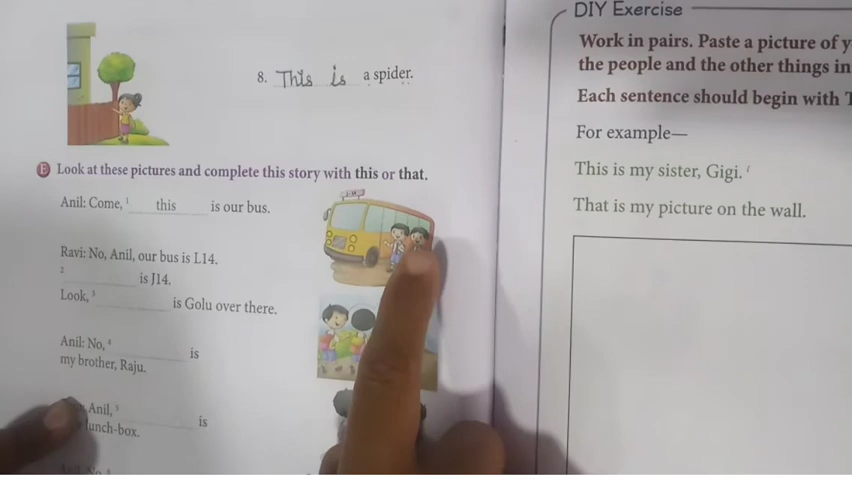 8. This is a spider.
E Look at these pictures and complete this story with this or that.
Anil: Come, 1 this is our bus.
Ravi: No, Anil, our bus is L14.
2 is J14.
Look, 3 is Golu over there.
Anil: No, 4 is
my brother, Raju.
Anil, 5 is
lunch-box.
DIY Exercise
Work in pairs. Paste a picture of y
the people and the other things in
Each sentence should begin with T
For example—
This is my sister, Gigi.
That is my picture on the wall.